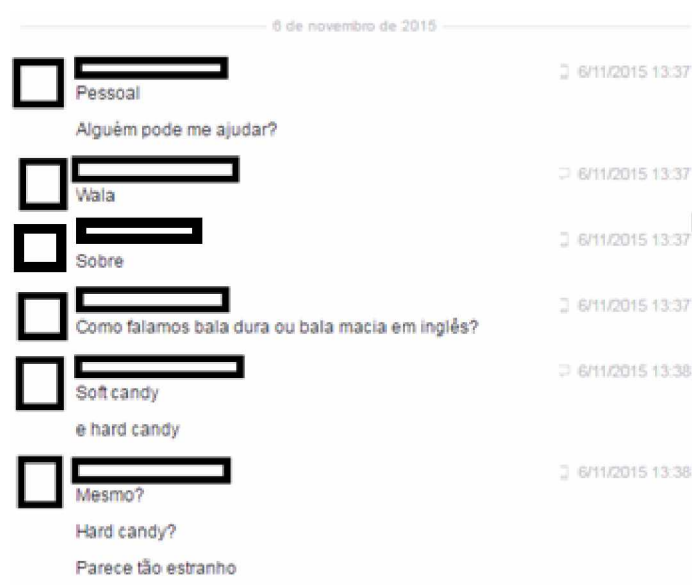 6 de novembro de 2015
6/11/2015 13:37
Pessoal
Alguém pode me ajudar?
6/11/2015 13:37
Wala
6/11/2015 13:37
Sobre
6/11/2015 13:37
Como falamos bala dura ou bala macia em inglês?
6/11/2015 13:38
Soft candy
e hard candy
6/11/2015 13:38
Mesmo?
Hard candy?
Parece tão estranho